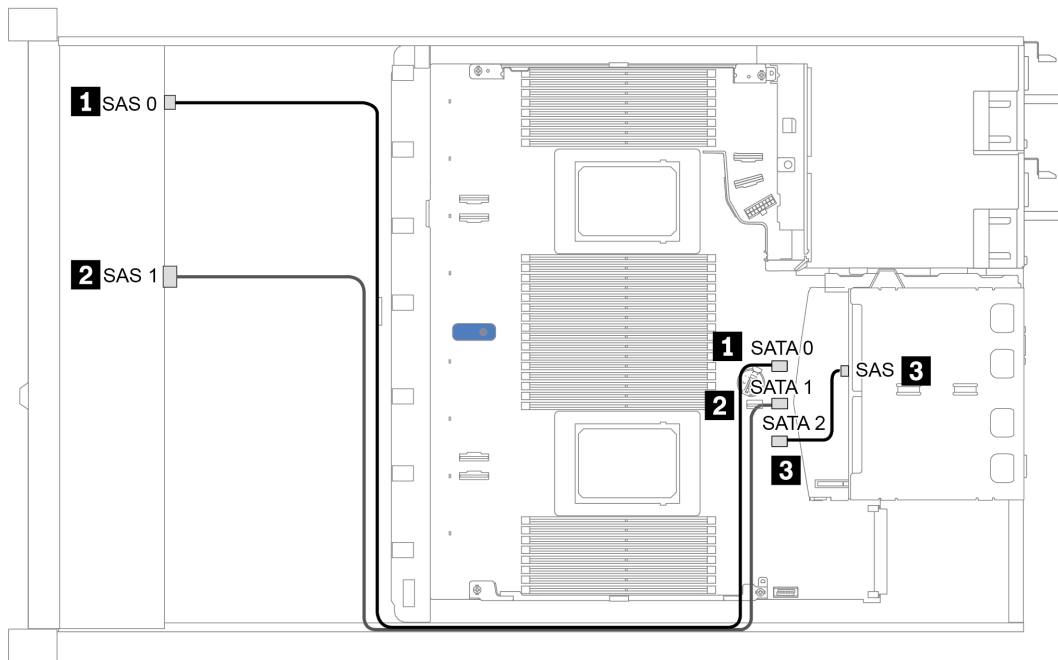 1 SAS 0
2 SAS 1
1 SATA 0
SAS 3
2 SATA 1
SATA 2
3